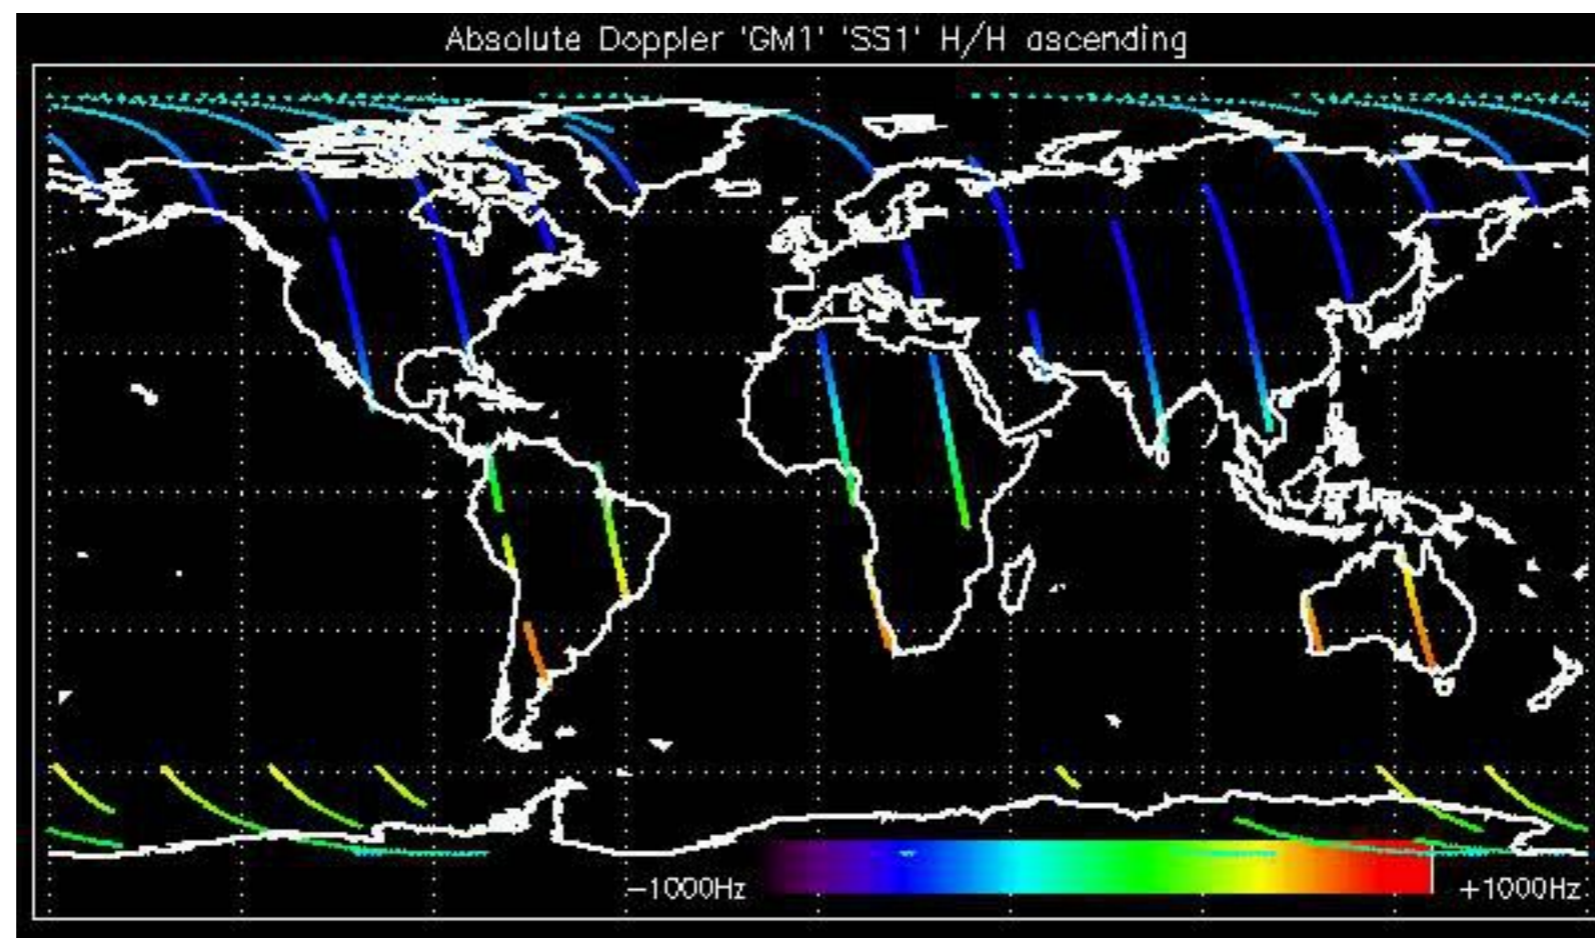 Absolute Doppler 'GM1' 'SS1' H/H ascending
-1000Hz
+1000Hz